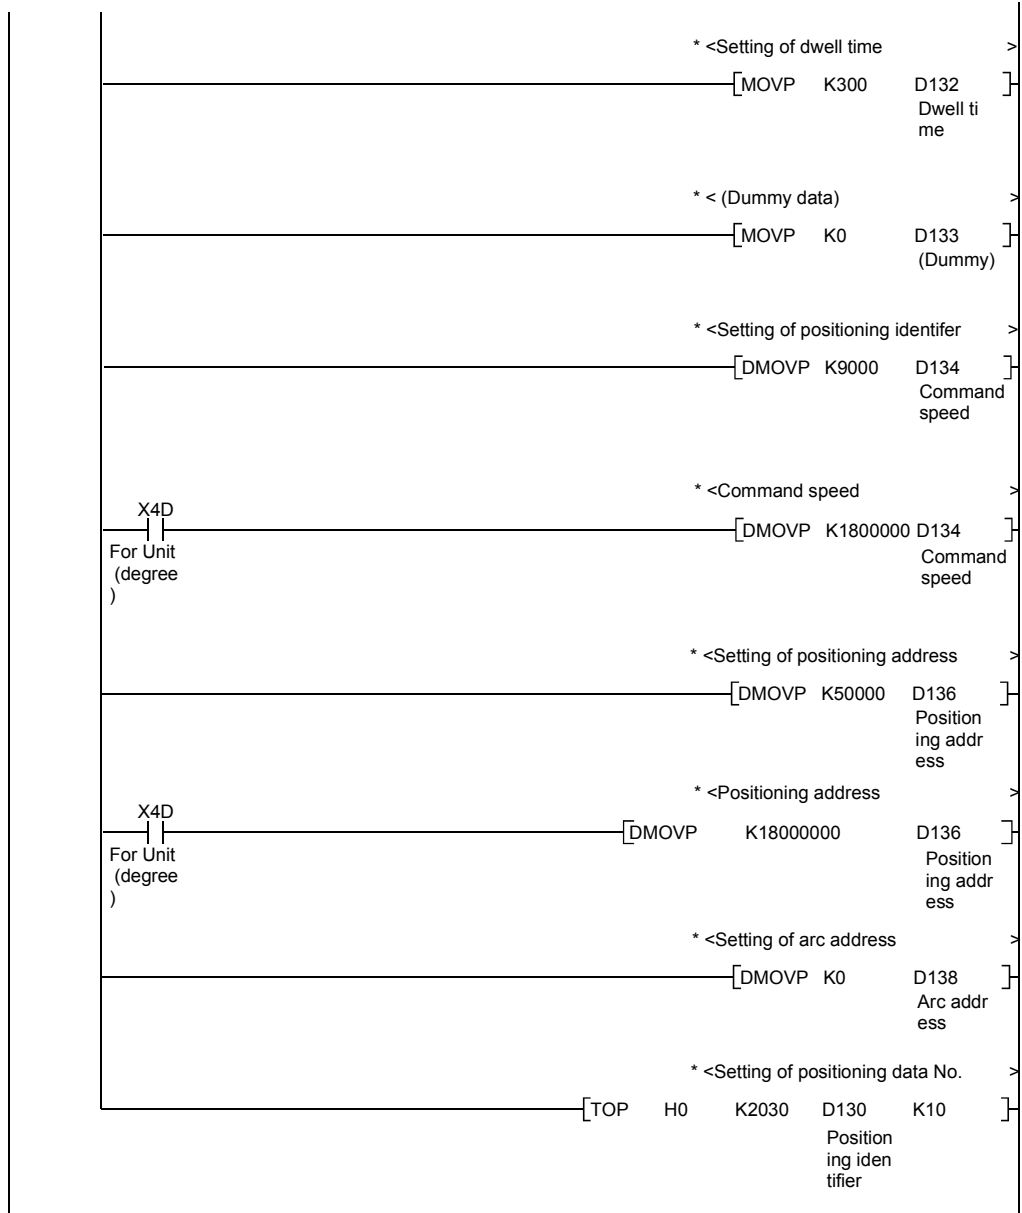 * <Setting of dwell time >
MOVP K300 D132
Dwell ti
me
* < (Dummy data) >
MOVP K0 D133
(Dummy)
* <Setting of positioning identifer >
DMOVP K9000 D134
Command
speed
* <Command speed >
X4D
DMOVP K1800000 D134
For Unit
(degree
)
Command
speed
* <Setting of positioning address >
DMOVP K50000 D136
Position
ing addr
ess
* <Positioning address >
X4D
DMOVP K18000000 D136
For Unit
(degree
)
Position
ing addr
ess
* <Setting of arc address >
DMOVP K0 D138
Arc addr
ess
* <Setting of positioning data No. >
TOP H0 K2030 D130 K10
Position
ing iden
tifier